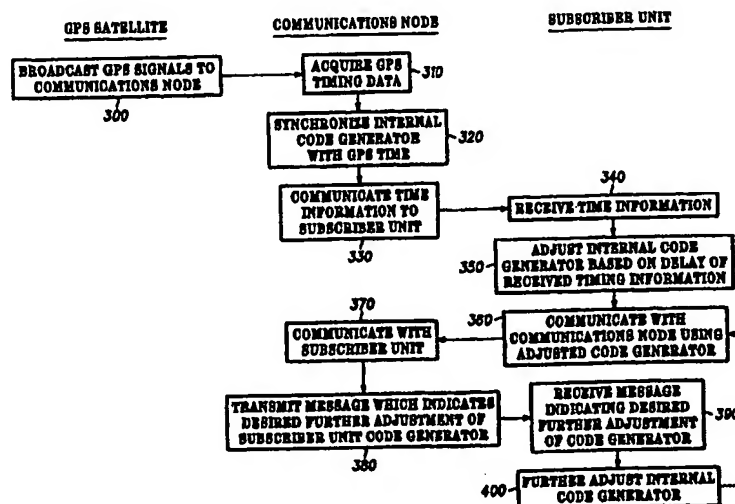 GPS SATELLITE
COMMUNICATIONS NODE
SUBSCRIBER UNIT
BROADCAST GPS SIGNALS TO
COMMUNICATIONS NODE
300
ACQUIRE GPS
TIMING DATA
310
SYNCHRONIZE INTERNAL
CODE GENERATOR
WITH GPS TIME
320
COMMUNICATE TIME
INFORMATION TO
SUBSCRIBER UNIT
330
340
RECEIVE TIME INFORMATION
350
ADJUST INTERNAL CODE
GENERATOR BASED ON DELAY OF
RECEIVED TIMING INFORMATION
360
COMMUNICATE WITH
COMMUNICATIONS NODE USING
ADJUSTED CODE GENERATOR
370
COMMUNICATE WITH
SUBSCRIBER UNIT
TRANSMIT MESSAGE WHICH INDICATES
DESIRED FURTHER ADJUSTMENT OF
SUBSCRIBER UNIT CODE GENERATOR
380
RECEIVE MESSAGE
INDICATING DESIRED
FURTHER ADJUSTMENT
OF CODE GENERATOR
390
400
FURTHER ADJUST INTERNAL
CODE GENERATOR